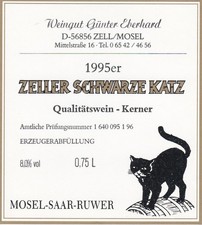 Weingut Günter Eberhard
D-56856 ZELL/MOSEL
Mittelstraße 16 · Tel. 0 65 42 / 46 56
1995er
ZELLER SCHWARZE KATZ
Qualitätswein - Kerner
Amtliche Prüfungsnummer 1 640 095 1 96
ERZEUGERABFÜLLUNG
8,0% vol 0,75 L
MOSEL-SAAR-RUWER